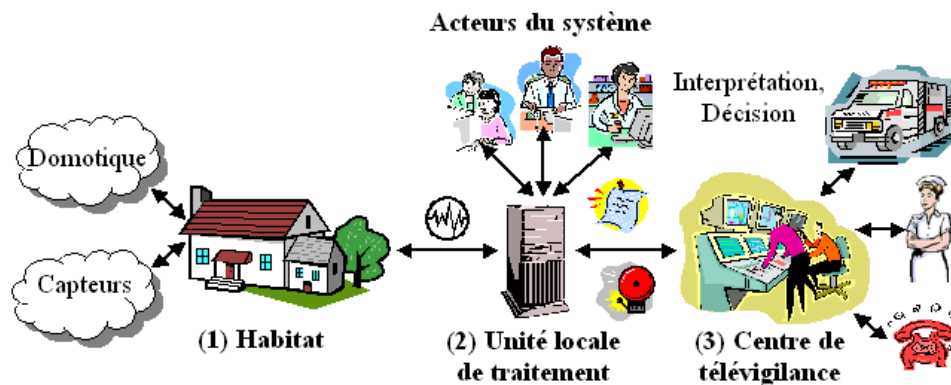 Acteurs du système
Interprétation,
Décision
Domotique
Capteurs
(1) Habitat
(2) Unité locale
de traitement
(3) Centre de
télévigilance